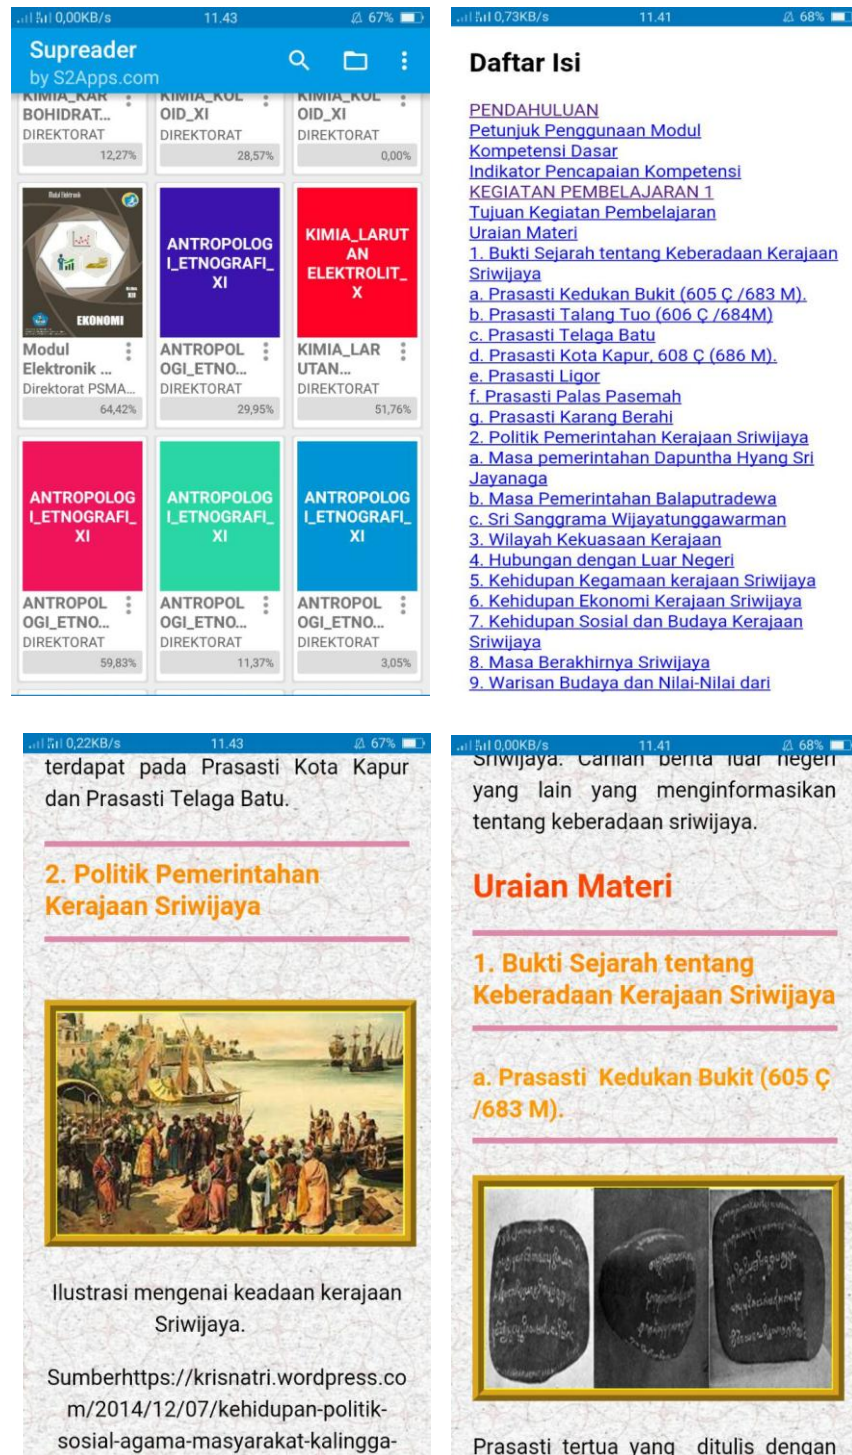 0,00KB/s 11.43 67%
Supreader
by S2Apps.com
KIMIA_KAR KIMIA_KOL KIMIA_KOL
BOHIDRAT... OID_XI OID_XI
DIREKTORAT DIREKTORAT DIREKTORAT
12,27% 28,57% 0,00%
Modul Elektronik
XII
EKONOMI
ANTROPOLOG
I_ETNOGRAFI_
XI
KIMIA_LARUT
AN
ELEKTROLIT_
X
Modul ANTROPOL KIMIA_LAR
Elektronik ... OGI_ETNO... UTAN...
Direktorat PSMA... DIREKTORAT DIREKTORAT
64,42% 29,95% 51,76%
ANTROPOLOG
I_ETNOGRAFI_
XI
ANTROPOLOG
I_ETNOGRAFI_
XI
ANTROPOLOG
I_ETNOGRAFI_
XI
ANTROPOL ANTROPOL ANTROPOL
OGI_ETNO... OGI_ETNO... OGI_ETNO...
DIREKTORAT DIREKTORAT DIREKTORAT
59,83% 11,37% 3,05%
0,73KB/s 11.41 68%
Daftar Isi
PENDAHULUAN
Petunjuk Penggunaan Modul
Kompetensi Dasar
Indikator Pencapaian Kompetensi
KEGIATAN PEMBELAJARAN 1
Tujuan Kegiatan Pembelajaran
Uraian Materi
1. Bukti Sejarah tentang Keberadaan Kerajaan
Sriwijaya
a. Prasasti Kedukan Bukit (605 Ç /683 M).
b. Prasasti Talang Tuo (606 Ç /684M)
c. Prasasti Telaga Batu
d. Prasasti Kota Kapur, 608 Ç (686 M).
e. Prasasti Ligor
f. Prasasti Palas Pasemah
g. Prasasti Karang Berahi
2. Politik Pemerintahan Kerajaan Sriwijaya
a. Masa pemerintahan Dapuntha Hyang Sri
Jayanaga
b. Masa Pemerintahan Balaputradewa
c. Sri Sanggrama Wijayatunggawarman
3. Wilayah Kekuasaan Kerajaan
4. Hubungan dengan Luar Negeri
5. Kehidupan Kegamaan kerajaan Sriwijaya
6. Kehidupan Ekonomi Kerajaan Sriwijaya
7. Kehidupan Sosial dan Budaya Kerajaan
Sriwijaya
8. Masa Berakhirnya Sriwijaya
9. Warisan Budaya dan Nilai-Nilai dari
0,22KB/s 11.43 67%
terdapat pada Prasasti Kota Kapur
dan Prasasti Telaga Batu.
2. Politik Pemerintahan
Kerajaan Sriwijaya
Ilustrasi mengenai keadaan kerajaan
Sriwijaya.
Sumberhttps://krisnatri.wordpress.co
m/2014/12/07/kehidupan-politik-
sosial-agama-masyarakat-kalingga-
0,00KB/s 11.41 68%
Sriwijaya. Carilah berita luar negeri
yang lain yang menginformasikan
tentang keberadaan sriwijaya.
Uraian Materi
1. Bukti Sejarah tentang
Keberadaan Kerajaan Sriwijaya
a. Prasasti Kedukan Bukit (605 Ç
/683 M).
Prasasti tertua yang ditulis dengan